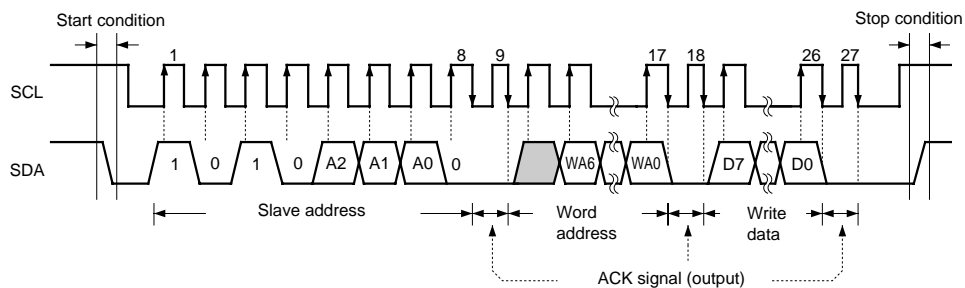 Start condition
Stop condition
1
8
9
17
18
26
27
SCL
SDA
1
0
1
0
A2
A1
A0
0
WA6
WA0
D7
D0
Slave address
Word
address
Write
data
ACK signal (output)